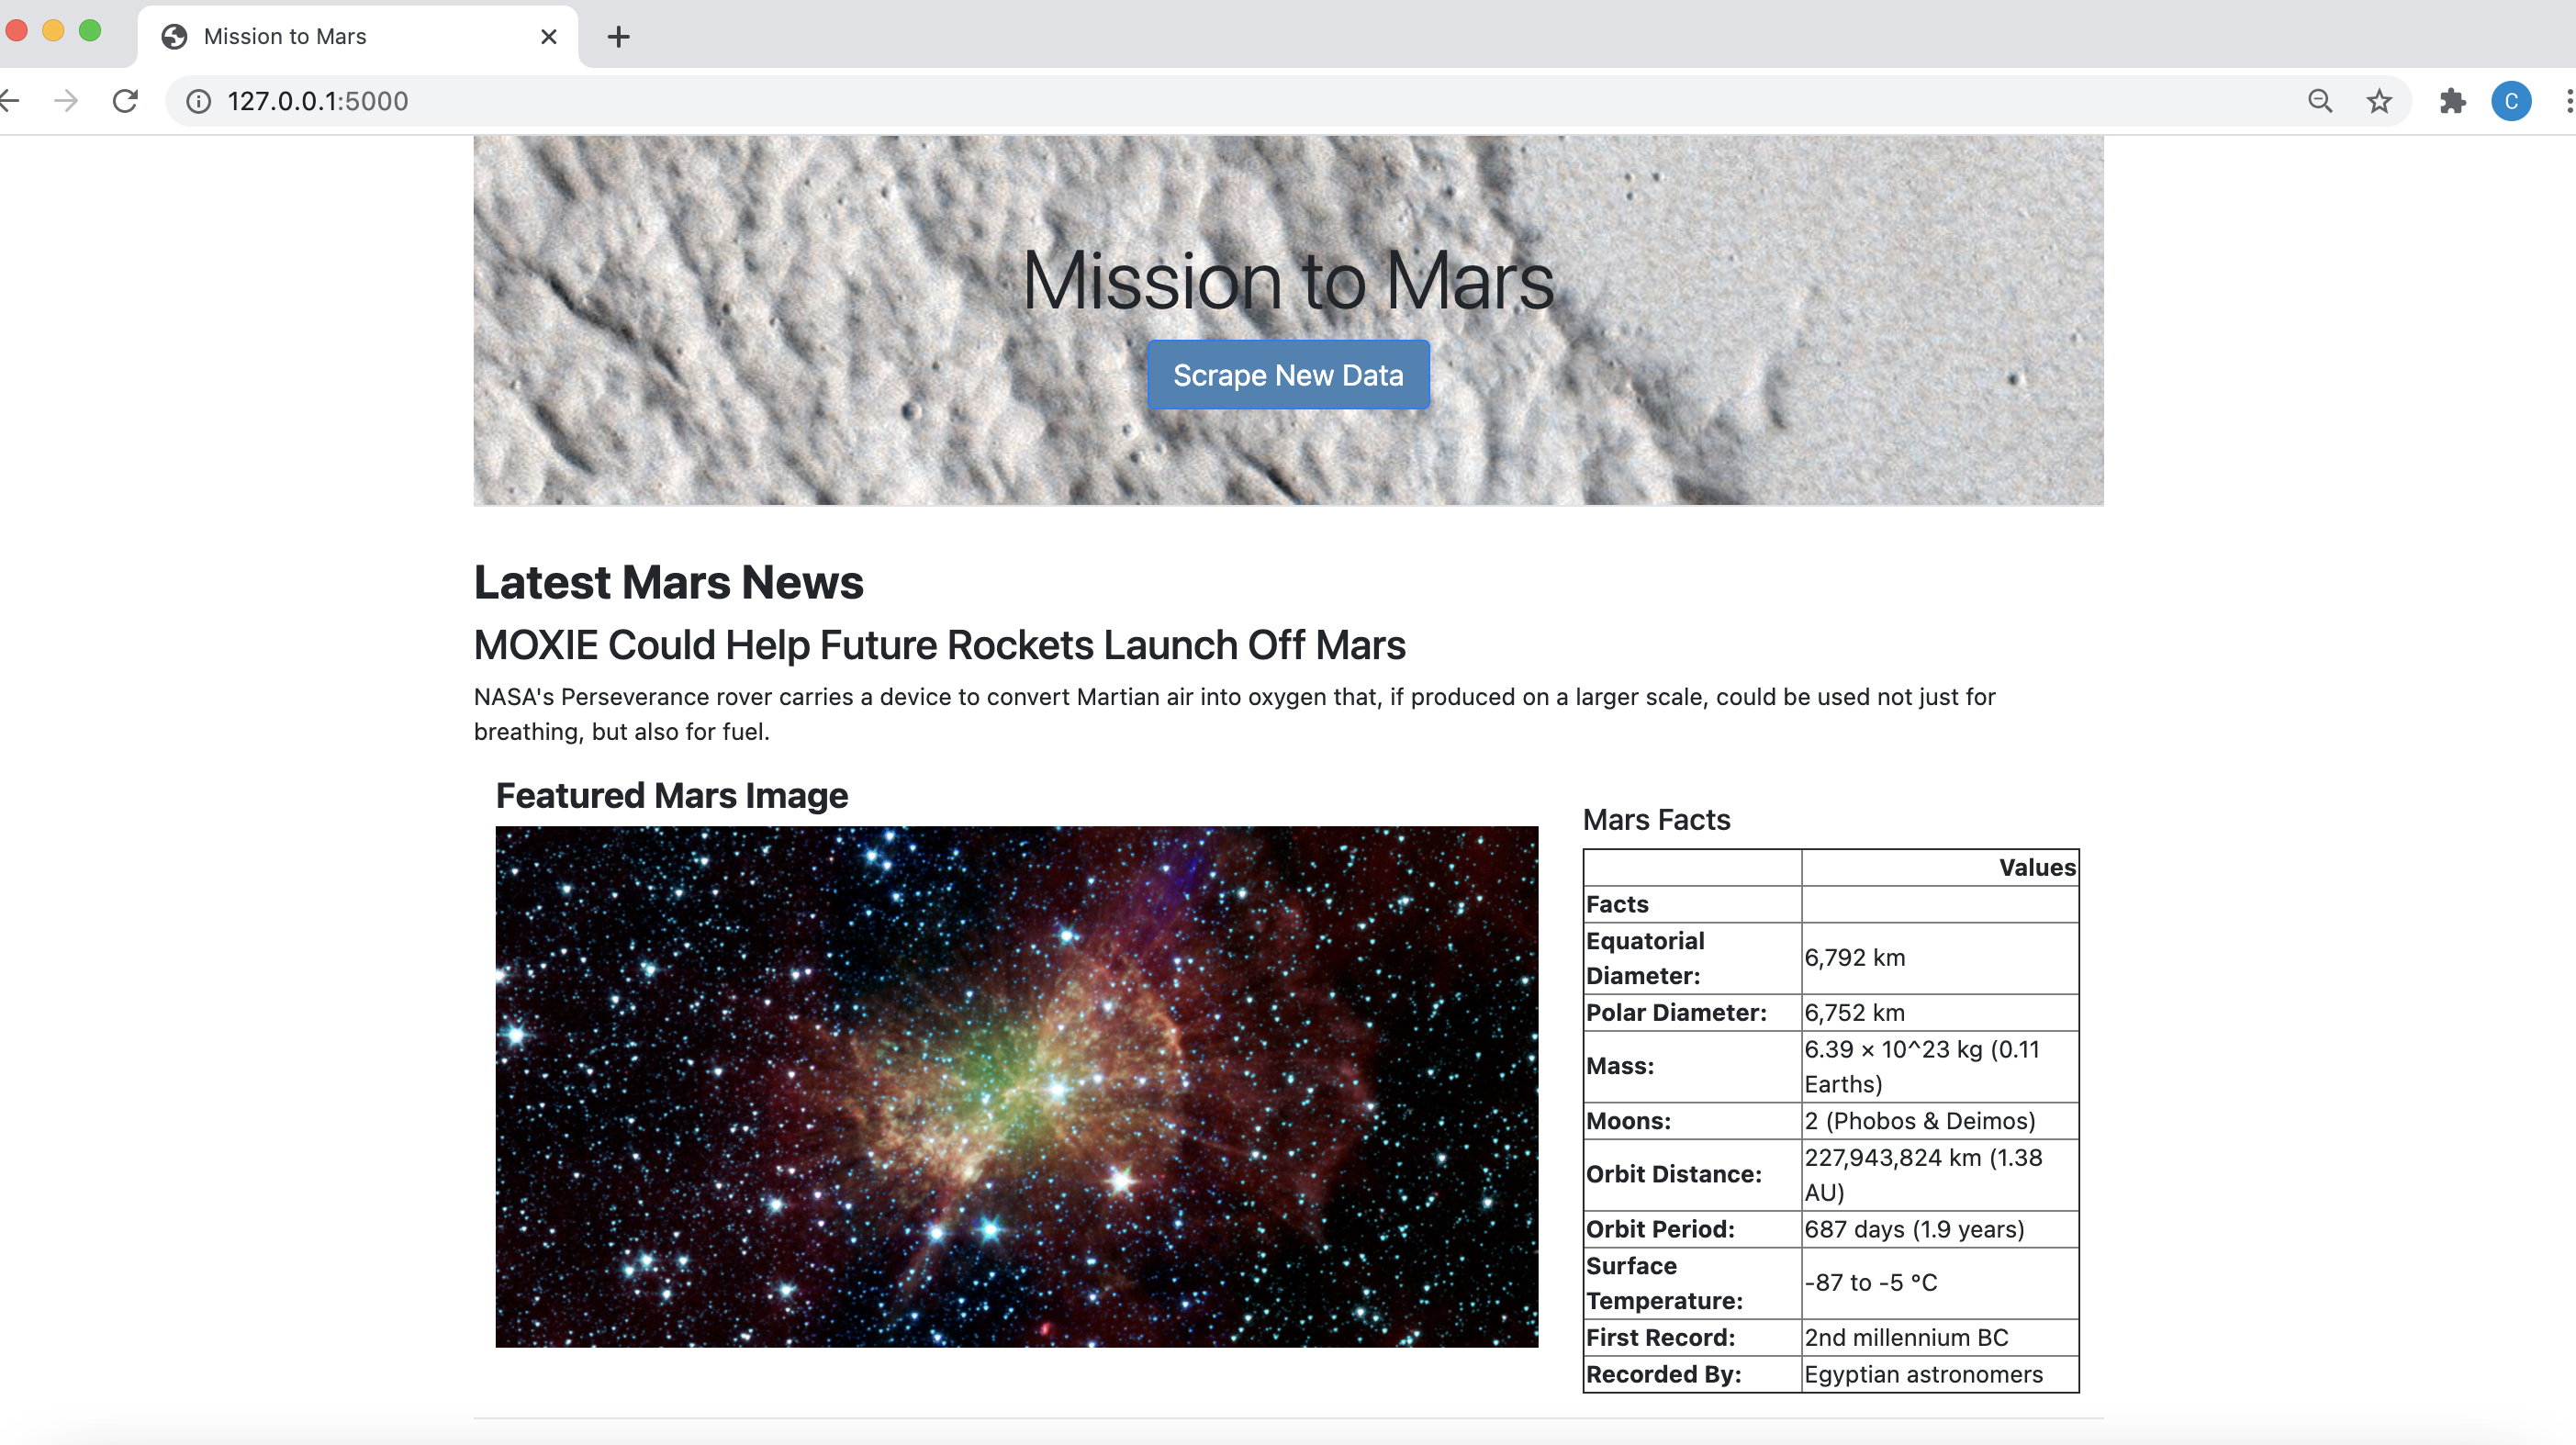 Mission to Mars
127.0.0.1:5000
C
Mission to Mars
Scrape New Data
Latest Mars News
MOXIE Could Help Future Rockets Launch Off Mars
NASA's Perseverance rover carries a device to convert Martian air into oxygen that, if produced on a larger scale, could be used not just for
breathing, but also for fuel.
Featured Mars Image
Mars Facts
Values
Facts
Equatorial
Diameter:
6,792 km
Polar Diameter: 6,752 km
Mass:
6.39 × 10^23 kg (0.11
Earths)
Moons: 2 (Phobos & Deimos)
Orbit Distance:
227,943,824 km (1.38
AU)
Orbit Period: 687 days (1.9 years)
Surface
Temperature:
-87 to -5 °C
First Record: 2nd millennium BC
Recorded By: Egyptian astronomers